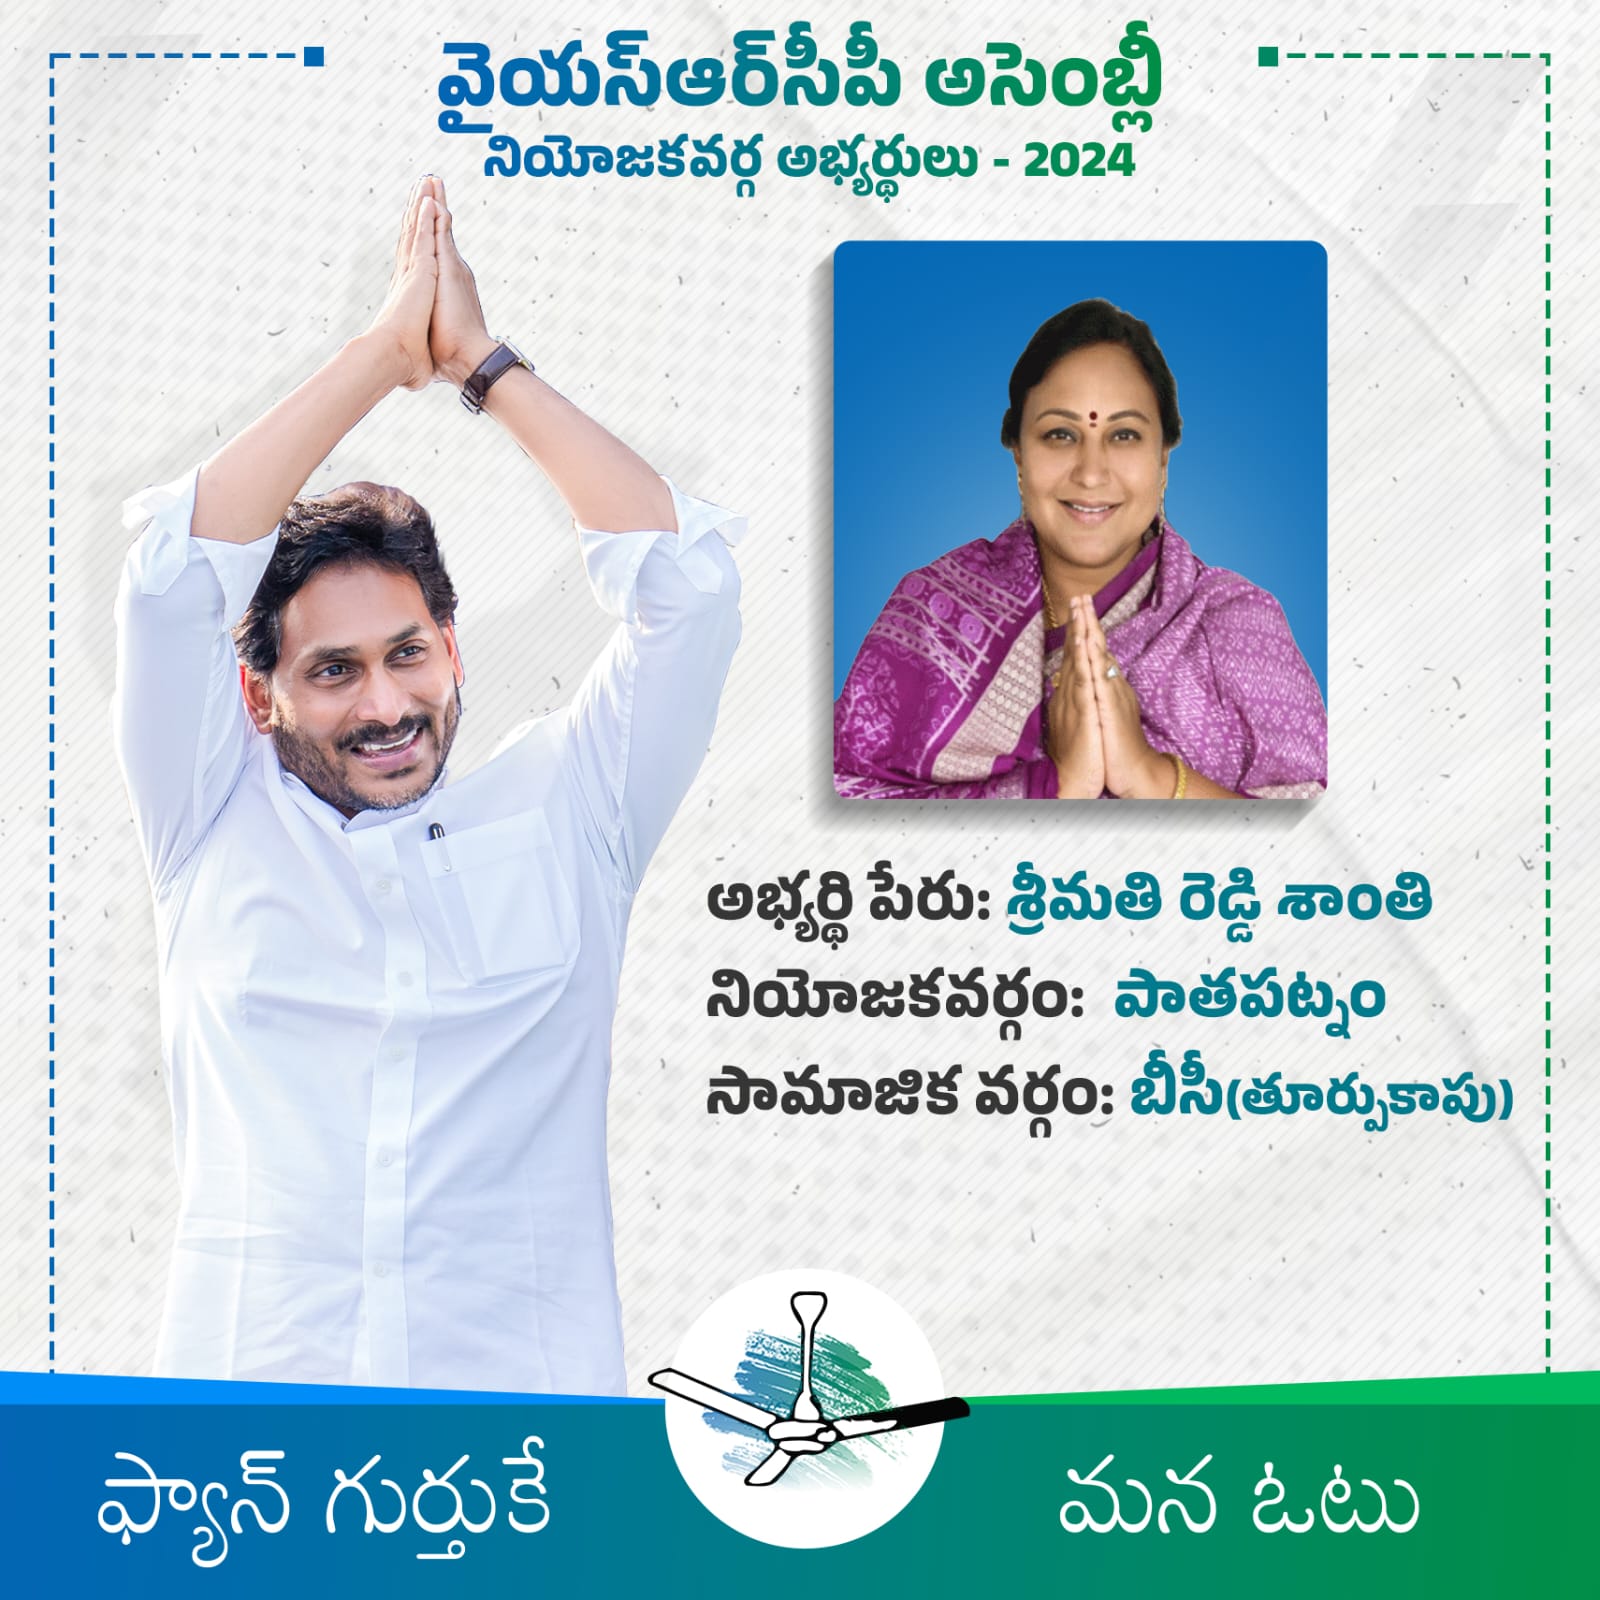 వైయస్ఆర్‌సీపీ అసెంబ్లీ
నియోజకవర్గ అభ్యర్థులు - 2024
అభ్యర్థి పేరు: శ్రీమతి రెడ్డి శాంతి
నియోజకవర్గం: పాతపట్నం
సామాజిక వర్గం: బీసీ(తూర్పుకాపు)
ఫ్యాన్ గుర్తుకే మన ఓటు